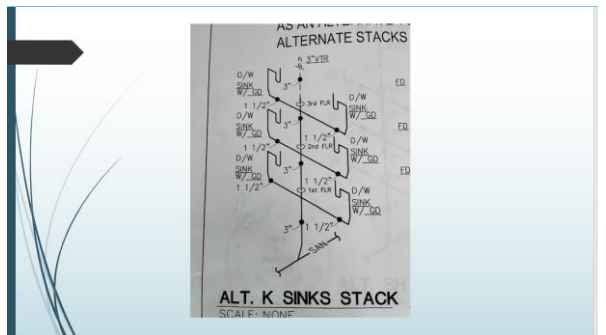 ALTERNATE STACKS
3"VTR
D/W
SINK
W/ GD
3"
3rd FLR
D/W
SINK
W/ GD
1 1/2"
FD
D/W
SINK
W/ GD
3"
1 1/2"
2nd FLR
D/W
SINK
W/ GD
1 1/2"
FD
D/W
SINK
W/ GD
3"
1 1/2"
1st FLR
D/W
SINK
W/ GD
1 1/2"
FD
3"
1 1/2"
SAN
ALT. K SINKS STACK
SCALE: NONE